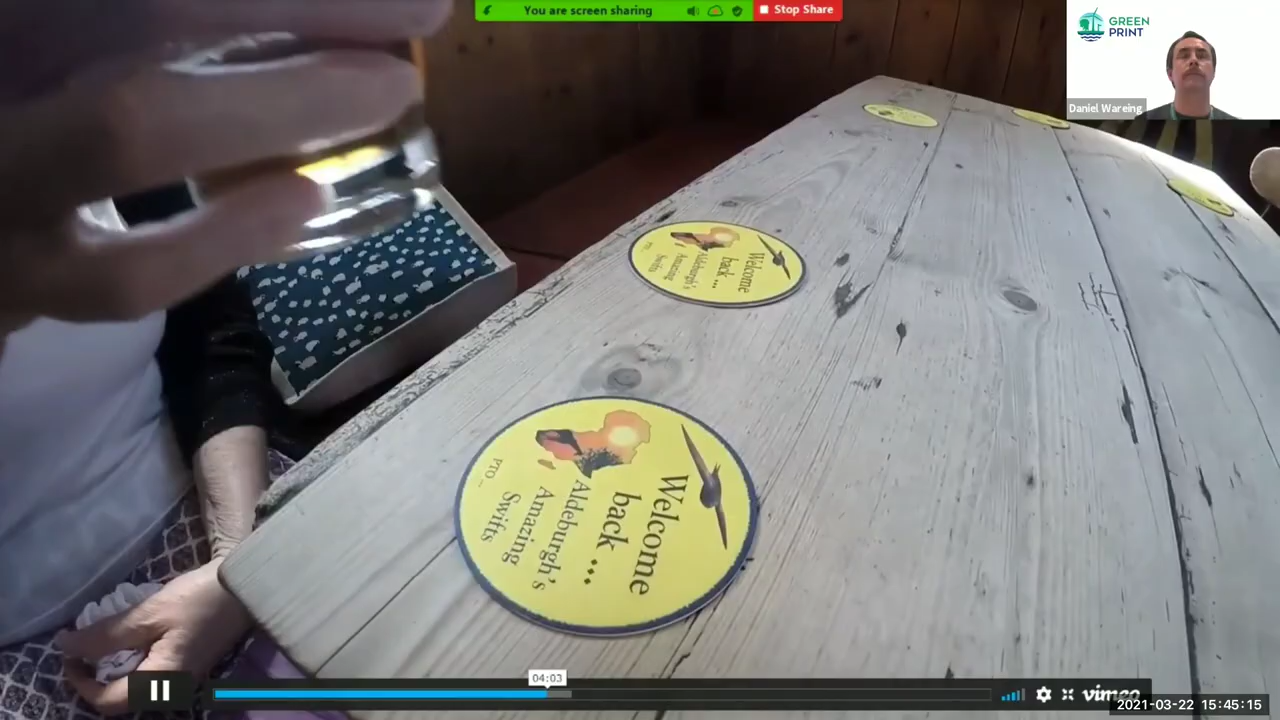 You are screen sharing
Stop Share
GREEN
PRINT
Daniel Wareing
Welcome
back...
Aldeburgh's
Amazing
Swifts
PTO
Welcome
back ....
Aldeburgh's
Amazing
Swifts
PTO ...
04:03
vimeo
2021-03-22 15:45:15